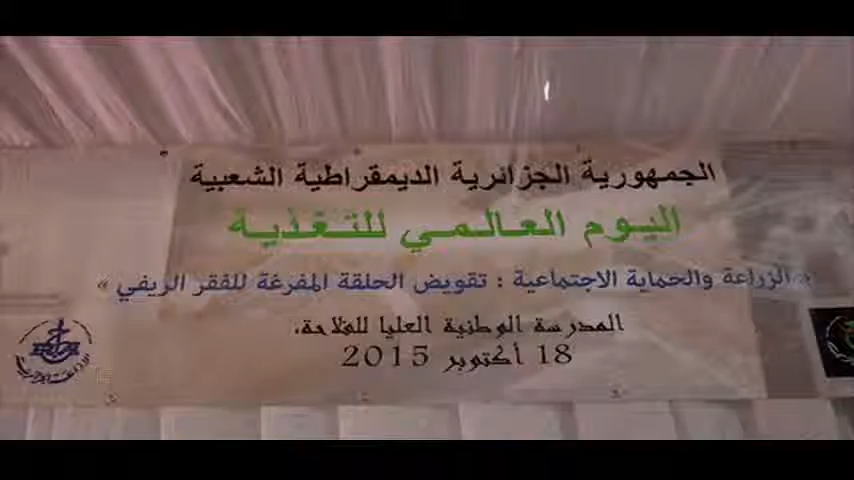 الجمهورية الجزائرية الديمقراطية الشعبية
اليوم العالمي للتغذية
« الزراعة والحماية الاجتماعية : تقويض الحلقة المفرغة للفقر الريفي »
المدرسة الوطنية العليا للفلاحة،
18 أكتوبر 2015